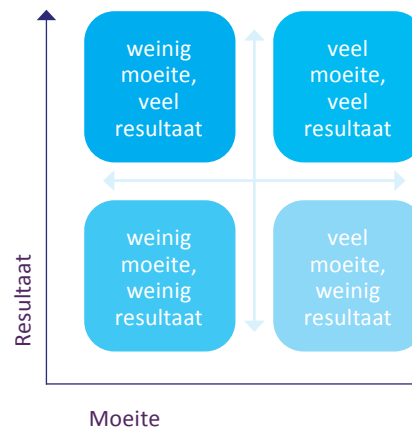 weinig
moeite,
veel
resultaat
veel
moeite,
veel
resultaat
weinig
moeite,
weinig
resultaat
veel
moeite,
weinig
resultaat
Resultaat
Moeite